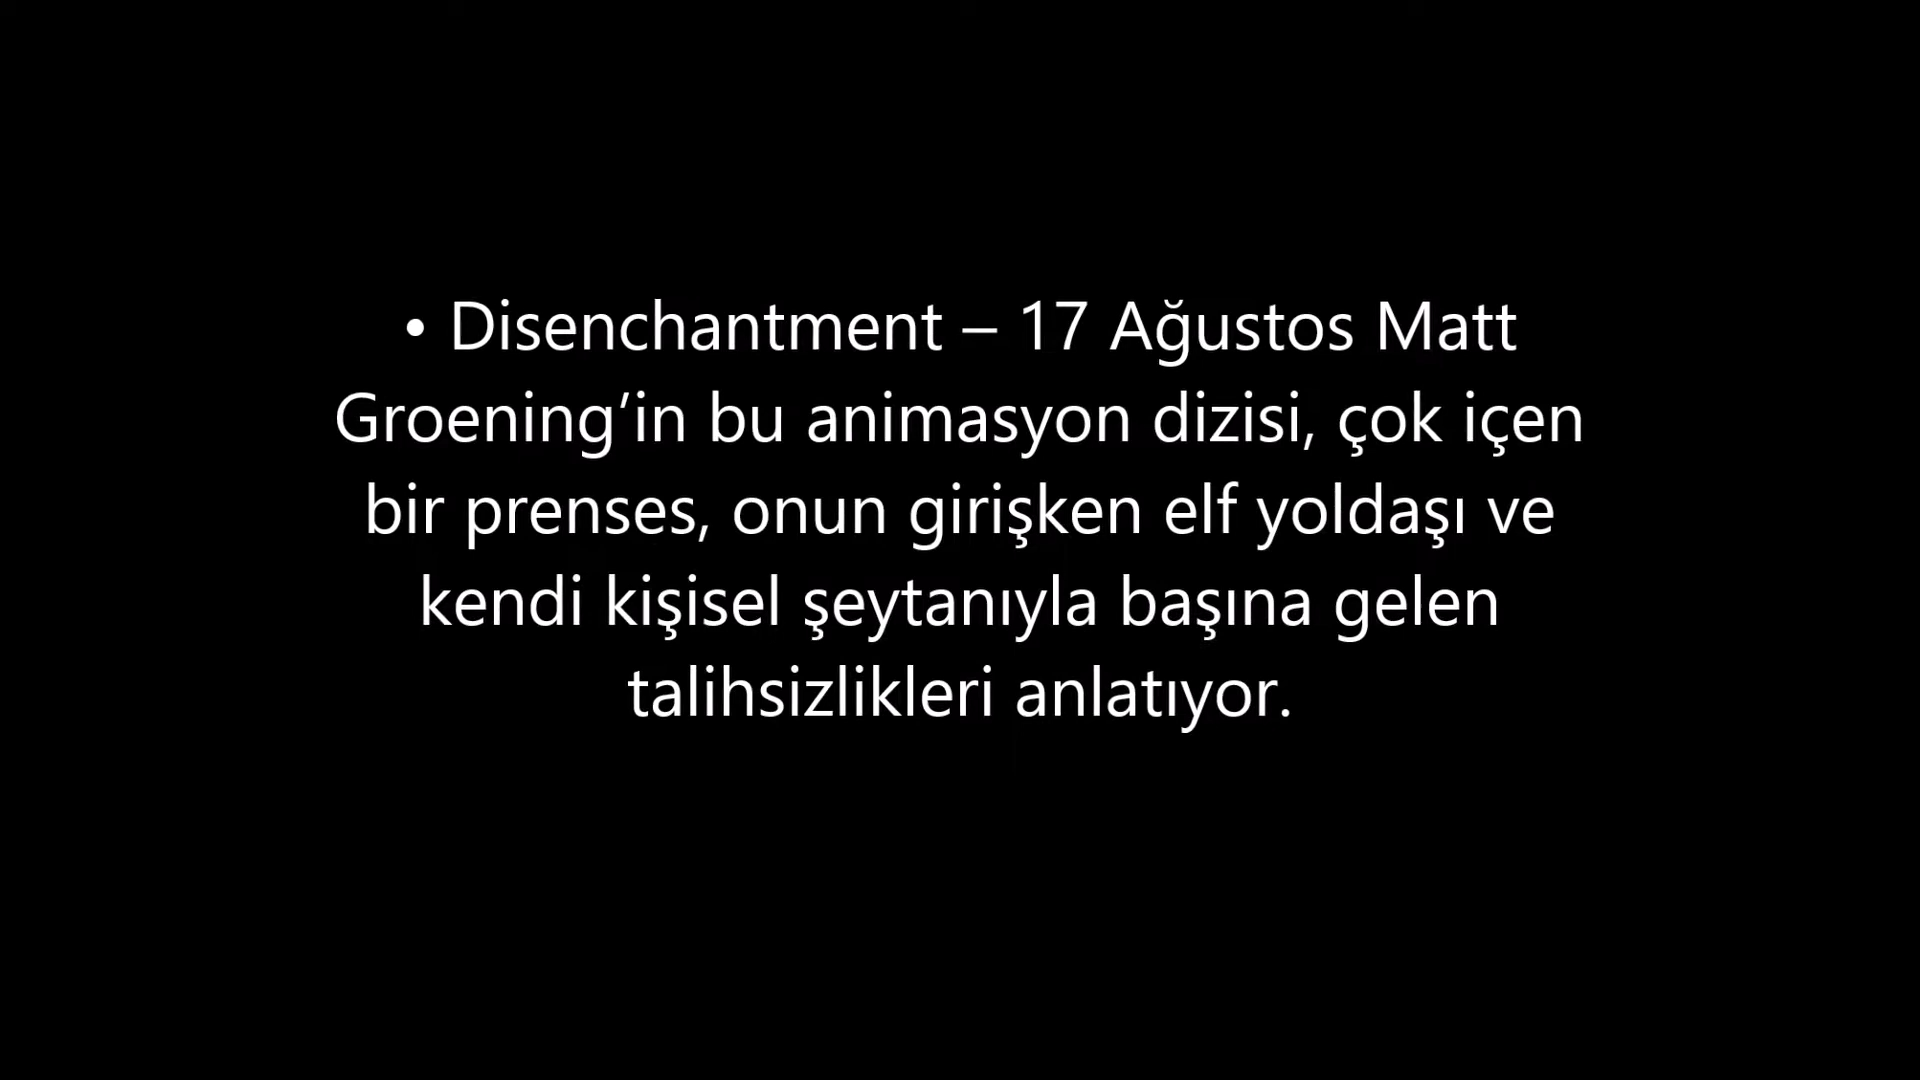 • Disenchantment – 17 Ağustos Matt
Groening’in bu animasyon dizisi, çok içen
bir prenses, onun girişken elf yoldaşı ve
kendi kişisel şeytanıyla başına gelen
talihsizlikleri anlatıyor.